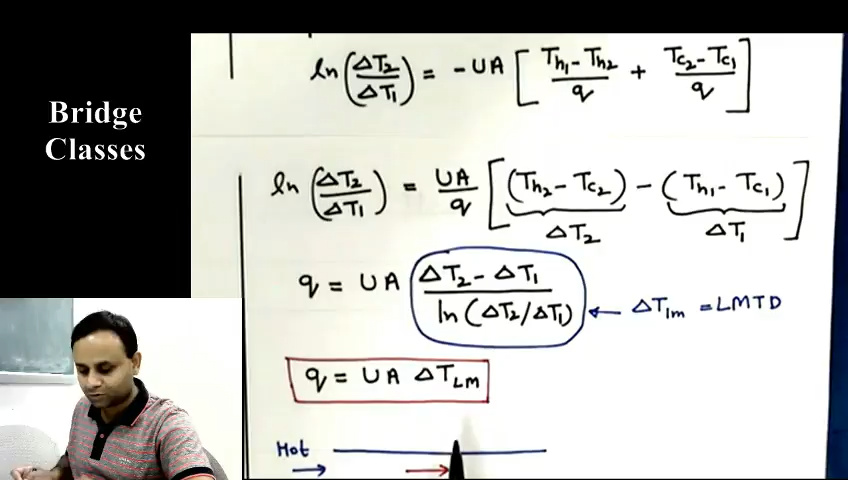 Bridge
Classes
ln(ΔT₂/ΔT₁) = -UA [ (Th₁ - Th₂)/q + (Tc₂ - Tc₁)/q ]
ln(ΔT₂/ΔT₁) = UA/q [ (Th₂ - Tc₂) - (Th₁ - Tc₁) ]
ΔT₂ ΔT₁
q = UA (ΔT₂ - ΔT₁)/ln(ΔT₂/ΔT₁) ← ΔTlm = LMTD
q = UA ΔTLM
Hot